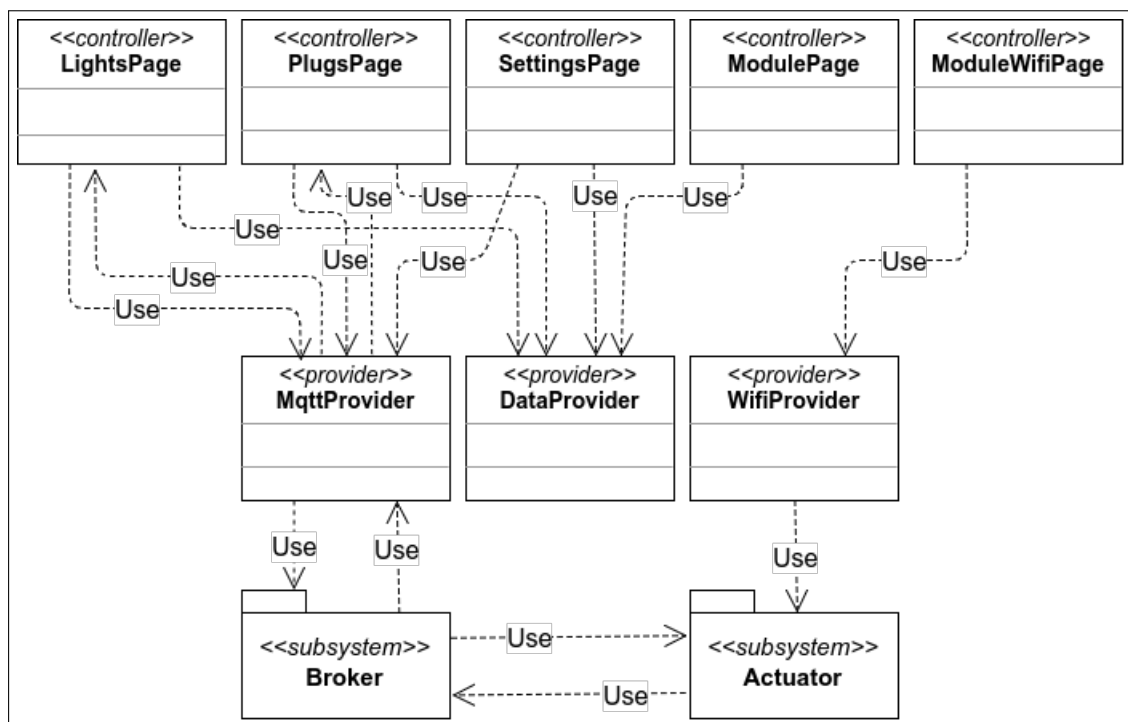 <<controller>>
LightsPage
<<controller>>
PlugsPage
<<controller>>
SettingsPage
<<controller>>
ModulePage
<<controller>>
ModuleWifiPage
Use
Use
Use
Use
Use
Use
Use
Use
Use
Use
Use
<<provider>>
MqttProvider
<<provider>>
DataProvider
<<provider>>
WifiProvider
Use
Use
Use
<<subsystem>>
Broker
Use
Use
<<subsystem>>
Actuator